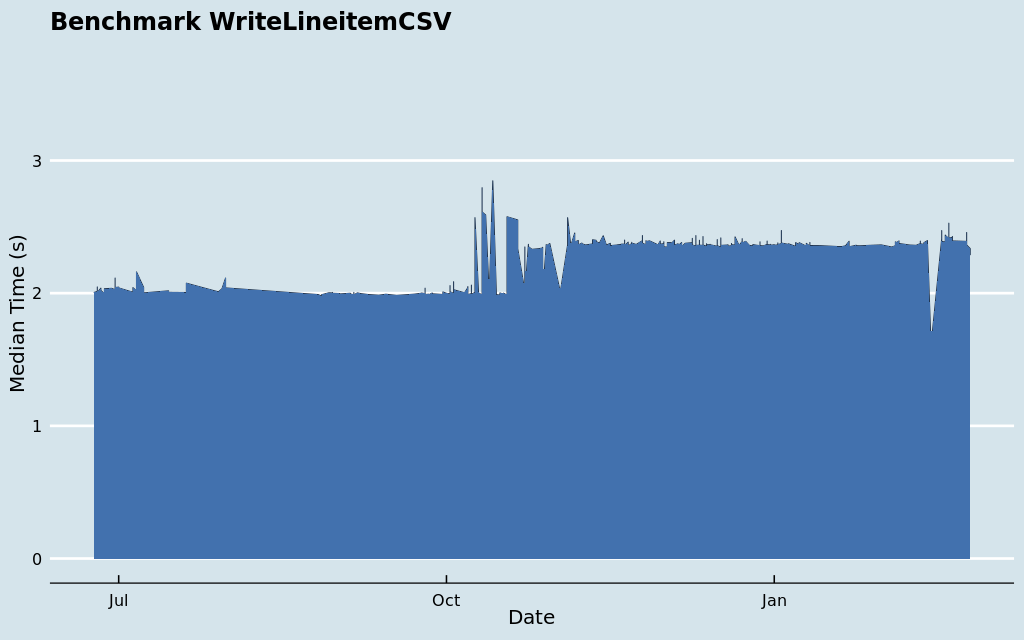 Benchmark WriteLineitemCSV
Median Time (s)
3
2
1
0
Jul
Oct
Jan
Date